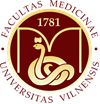 FACULTAS MEDICINAE
1781
UNIVERSITAS VILNENSIS